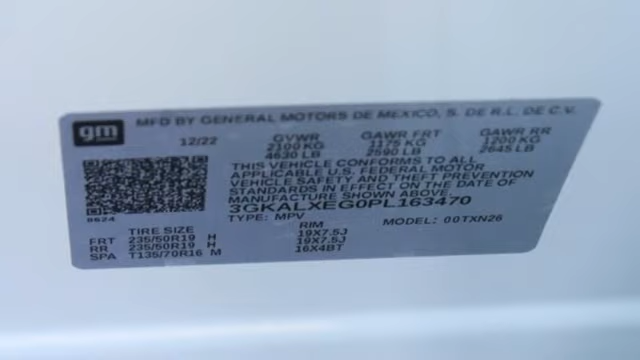 gm MFD BY GENERAL MOTORS DE MEXICO, S. DE R.L. DE C.V.
12/22 GVWR GAWR FRT GAWR RR
2100 KG 1175 KG 1200 KG
4630 LB 2590 LB 2645 LB
THIS VEHICLE CONFORMS TO ALL
APPLICABLE U.S. FEDERAL MOTOR
VEHICLE SAFETY AND THEFT PREVENTION
STANDARDS IN EFFECT ON THE DATE OF
MANUFACTURE SHOWN ABOVE
8624
3GKALXEG0PL163470
TYPE: MPV MODEL: 00TXN26
TIRE SIZE RIM
FRT 235/50R19 H 19X7.5J
RR 235/50R19 H 19X7.5J
SPA T135/70R16 M 16X4BT